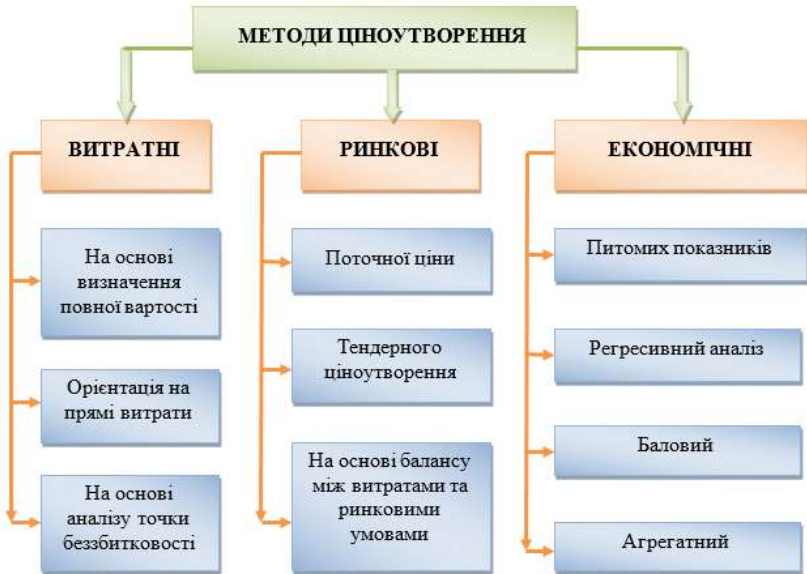 МЕТОДИ ЦІНОУТВОРЕННЯ
ВИТРАТНІ
На основі
визначення
повної вартості
Орієнтація на
прямі витрати
На основі
аналізу точки
беззбитковості
РИНКОВІ
Поточної ціни
Тендерного
ціноутворення
На основі балансу
між витратами та
ринковими
умовами
ЕКОНОМІЧНІ
Питомих показників
Регресивний аналіз
Баловий
Агрегатний